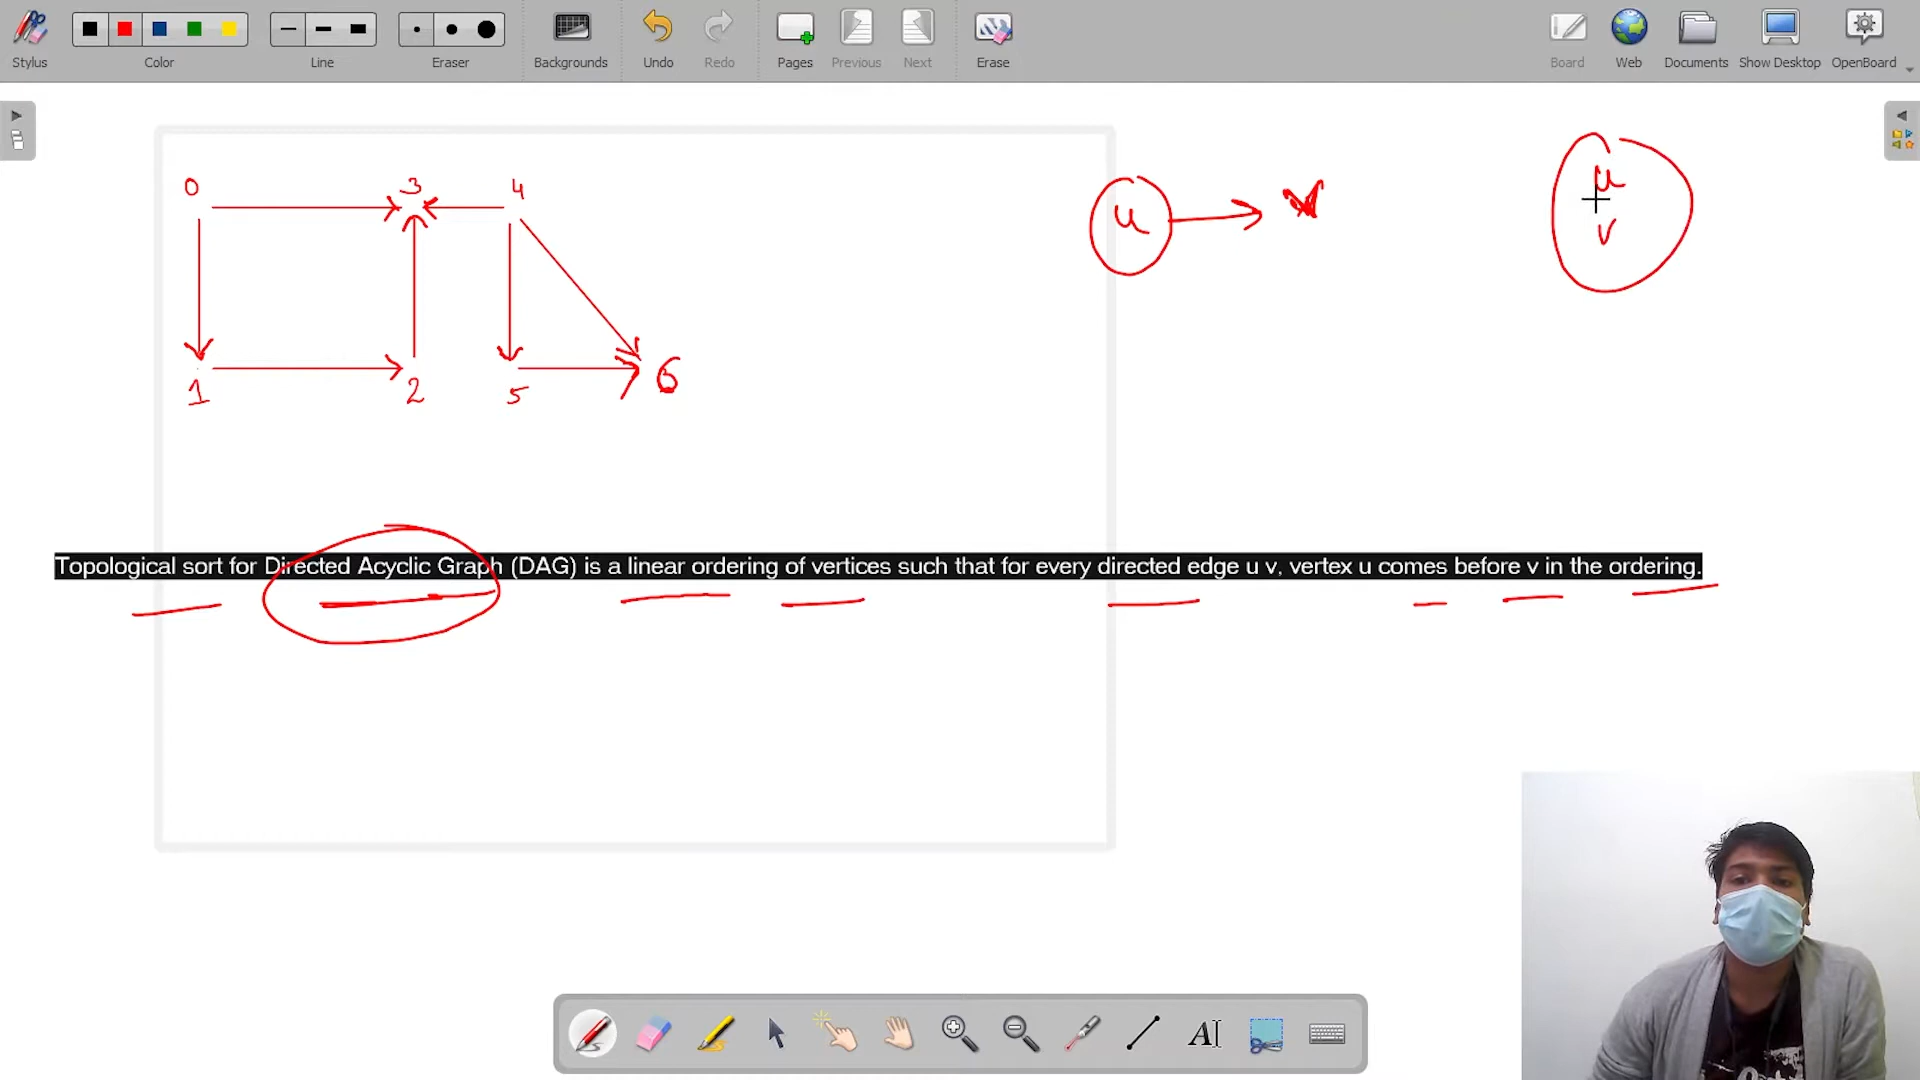 Stylus Color Line Eraser Backgrounds Undo Redo Pages Previous Next Erase Board Web Documents Show Desktop OpenBoard
0 3 4
u
u
v
1 2 5 6
Topological sort for Directed Acyclic Graph (DAG) is a linear ordering of vertices such that for every directed edge u v, vertex u comes before v in the ordering.